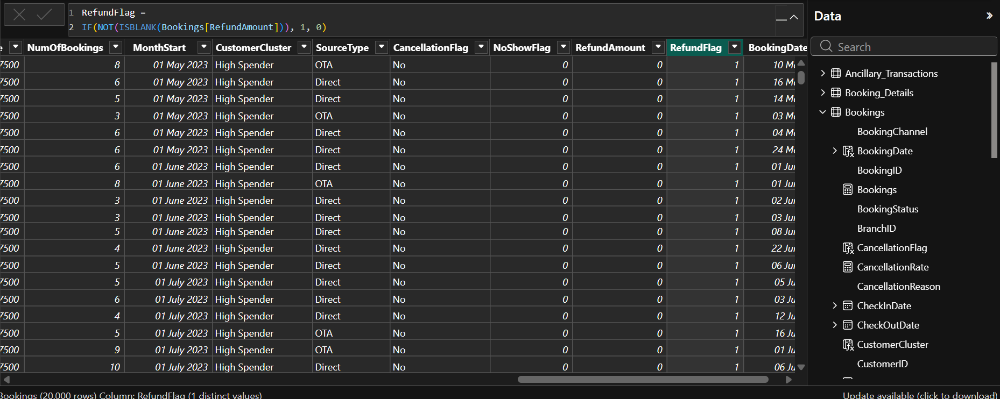 1 RefundFlag =
2 IF(NOT(ISBLANK(Bookings[RefundAmount])), 1, 0)
NumOfBookings MonthStart CustomerCluster SourceType CancellationFlag NoShowFlag RefundAmount RefundFlag BookingDate
7500 8 01 May 2023 High Spender OTA No 0 0 1 10 Ma
7500 6 01 May 2023 High Spender Direct No 0 0 1 16 Ma
7500 5 01 May 2023 High Spender Direct No 0 0 1 14 Ma
7500 3 01 May 2023 High Spender OTA No 0 0 1 03 Ma
7500 6 01 May 2023 High Spender Direct No 0 0 1 04 Ma
7500 6 01 May 2023 High Spender Direct No 0 0 1 24 Ma
7500 6 01 June 2023 High Spender Direct No 0 0 1 01 Jun
7500 8 01 June 2023 High Spender OTA No 0 0 1 01 Jun
7500 3 01 June 2023 High Spender Direct No 0 0 1 02 Jun
7500 3 01 June 2023 High Spender Direct No 0 0 1 03 Jun
7500 5 01 June 2023 High Spender Direct No 0 0 1 08 Jun
7500 4 01 June 2023 High Spender Direct No 0 0 1 22 Jun
7500 5 01 June 2023 High Spender Direct No 0 0 1 06 Jun
7500 5 01 July 2023 High Spender Direct No 0 0 1 05 Ju
7500 6 01 July 2023 High Spender Direct No 0 0 1 03 Ju
7500 4 01 July 2023 High Spender Direct No 0 0 1 12 Ju
7500 5 01 July 2023 High Spender OTA No 0 0 1 16 Ju
7500 9 01 July 2023 High Spender OTA No 0 0 1 01 Ju
7500 10 01 July 2023 High Spender Direct No 0 0 1 06 Ju
Bookings (20,000 rows) Column: RefundFlag (1 distinct values)
Data
Search
Ancillary_Transactions
Booking_Details
Bookings
BookingChannel
BookingDate
BookingID
Bookings
BookingStatus
BranchID
CancellationFlag
CancellationRate
CancellationReason
CheckInDate
CheckOutDate
CustomerCluster
CustomerID
Update available (click to download)